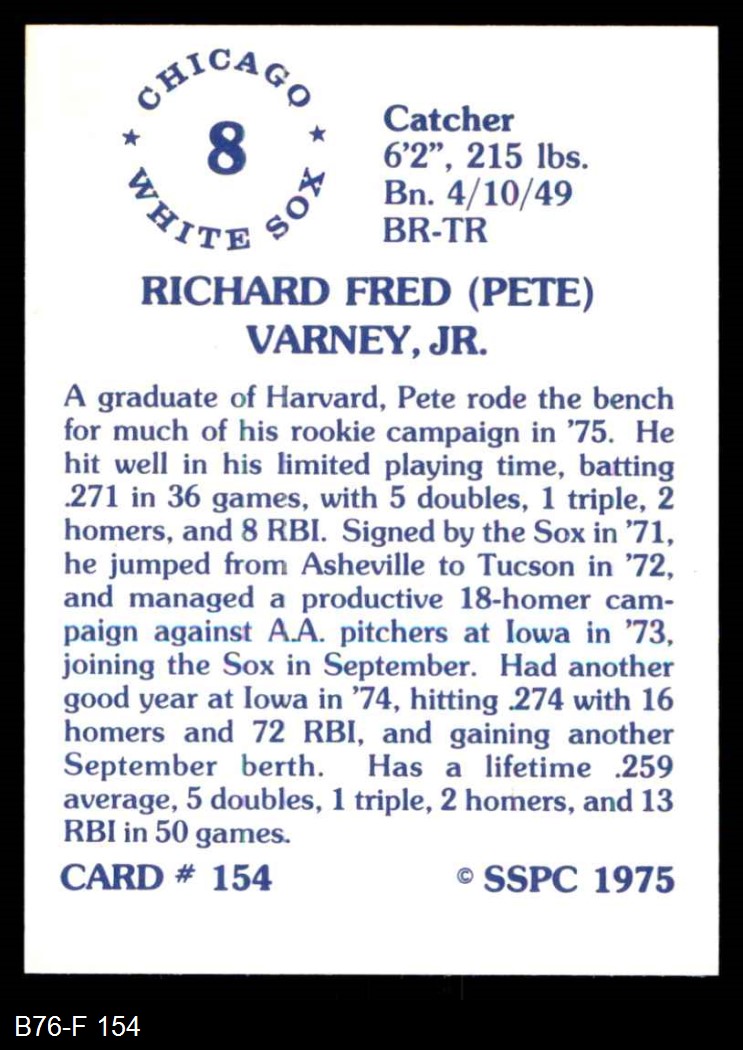 CHICAGO
8
WHITE SOX
Catcher
6'2", 215 lbs.
Bn. 4/10/49
BR-TR
RICHARD FRED (PETE)
VARNEY, JR.
A graduate of Harvard, Pete rode the bench
for much of his rookie campaign in '75. He
hit well in his limited playing time, batting
.271 in 36 games, with 5 doubles, 1 triple, 2
homers, and 8 RBI. Signed by the Sox in '71,
he jumped from Asheville to Tucson in '72,
and managed a productive 18-homer cam-
paign against A.A. pitchers at Iowa in '73,
joining the Sox in September. Had another
good year at Iowa in '74, hitting .274 with 16
homers and 72 RBI, and gaining another
September berth. Has a lifetime .259
average, 5 doubles, 1 triple, 2 homers, and 13
RBI in 50 games.
CARD # 154
© SSPC 1975
B76-F 154